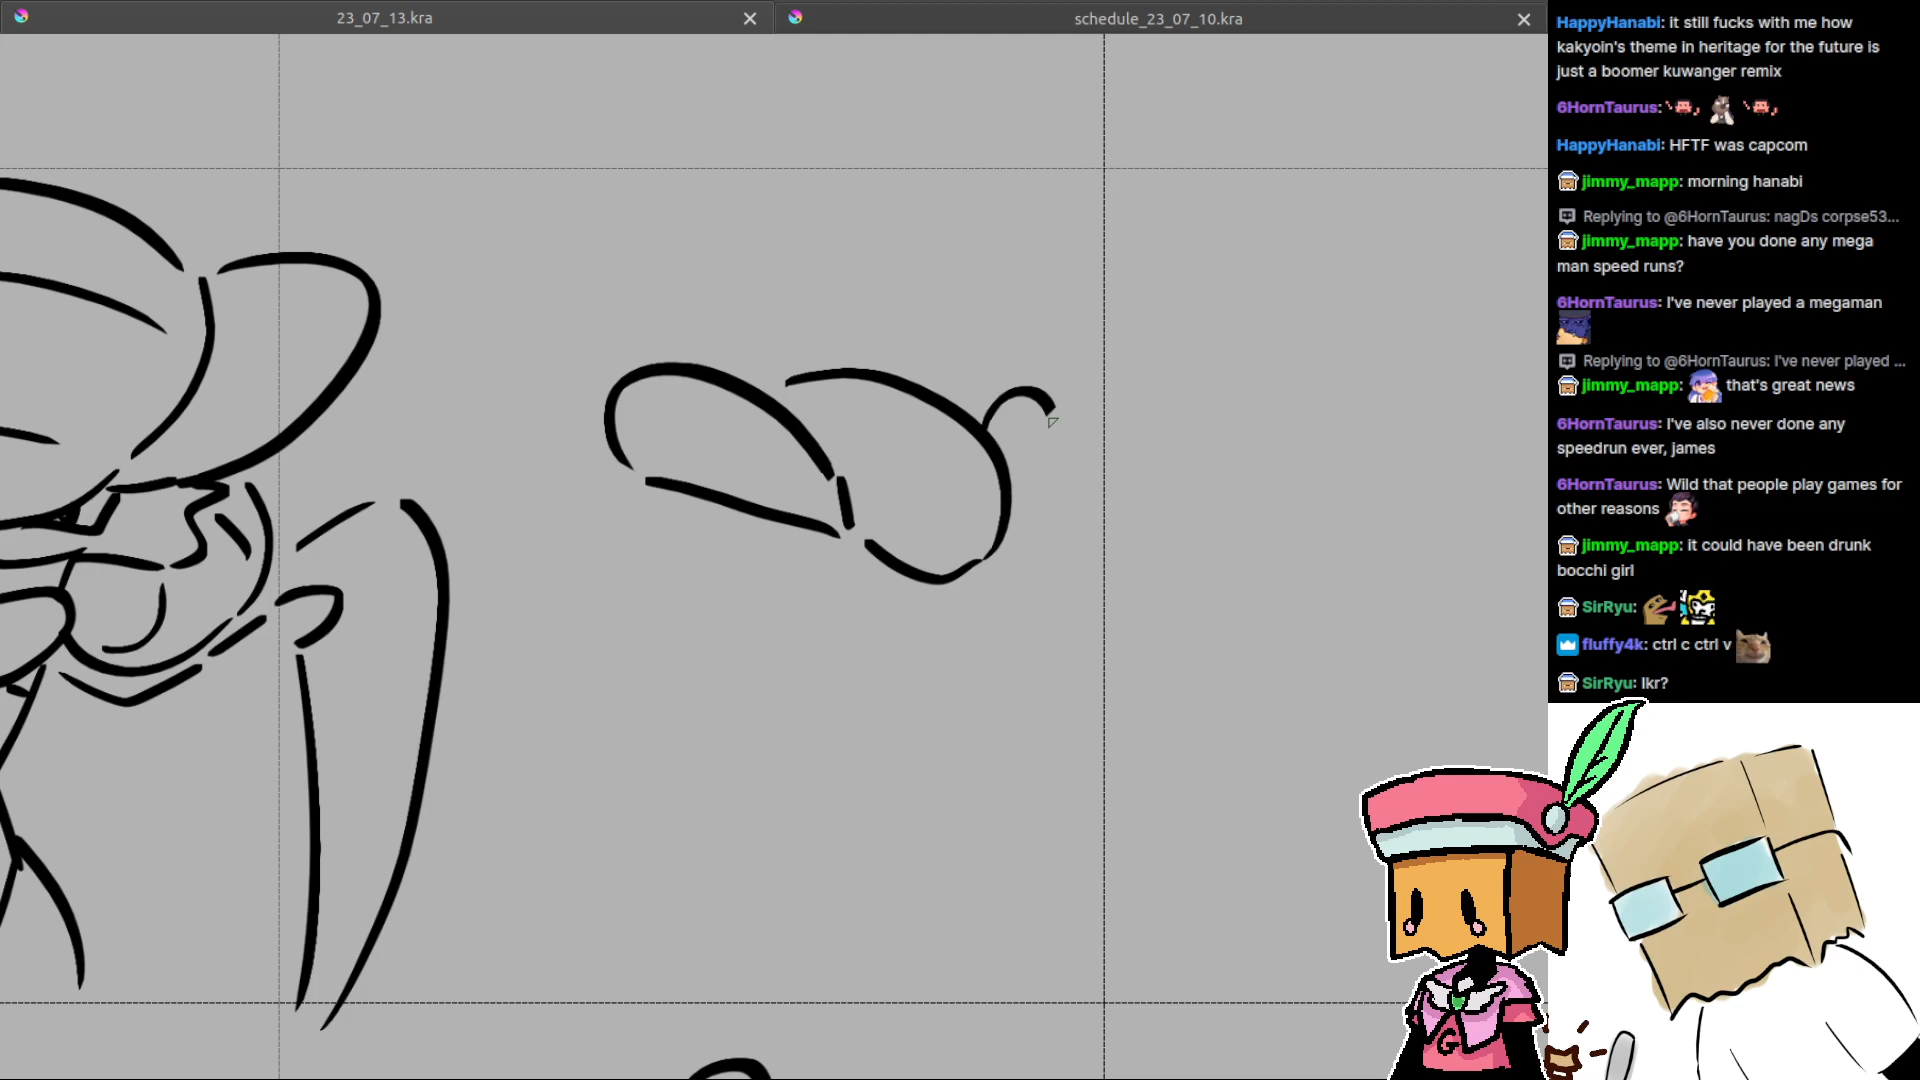 23_07_13.kra
schedule_23_07_10.kra
HappyHanabi: it still fucks with me how
kakyoin's theme in heritage for the future is
just a boomer kuwanger remix
6HornTaurus:
HappyHanabi: HFTF was capcom
jimmy_mapp: morning hanabi
Replying to @6HornTaurus: nagDs corpse53...
jimmy_mapp: have you done any mega
man speed runs?
6HornTaurus: I've never played a megaman
Replying to @6HornTaurus: I've never played ...
jimmy_mapp: that's great news
6HornTaurus: I've also never done any
speedrun ever, james
6HornTaurus: Wild that people play games for
other reasons
jimmy_mapp: it could have been drunk
bocchi girl
SirRyu:
fluffy4k: ctrl c ctrl v
SirRyu: Ikr?
G